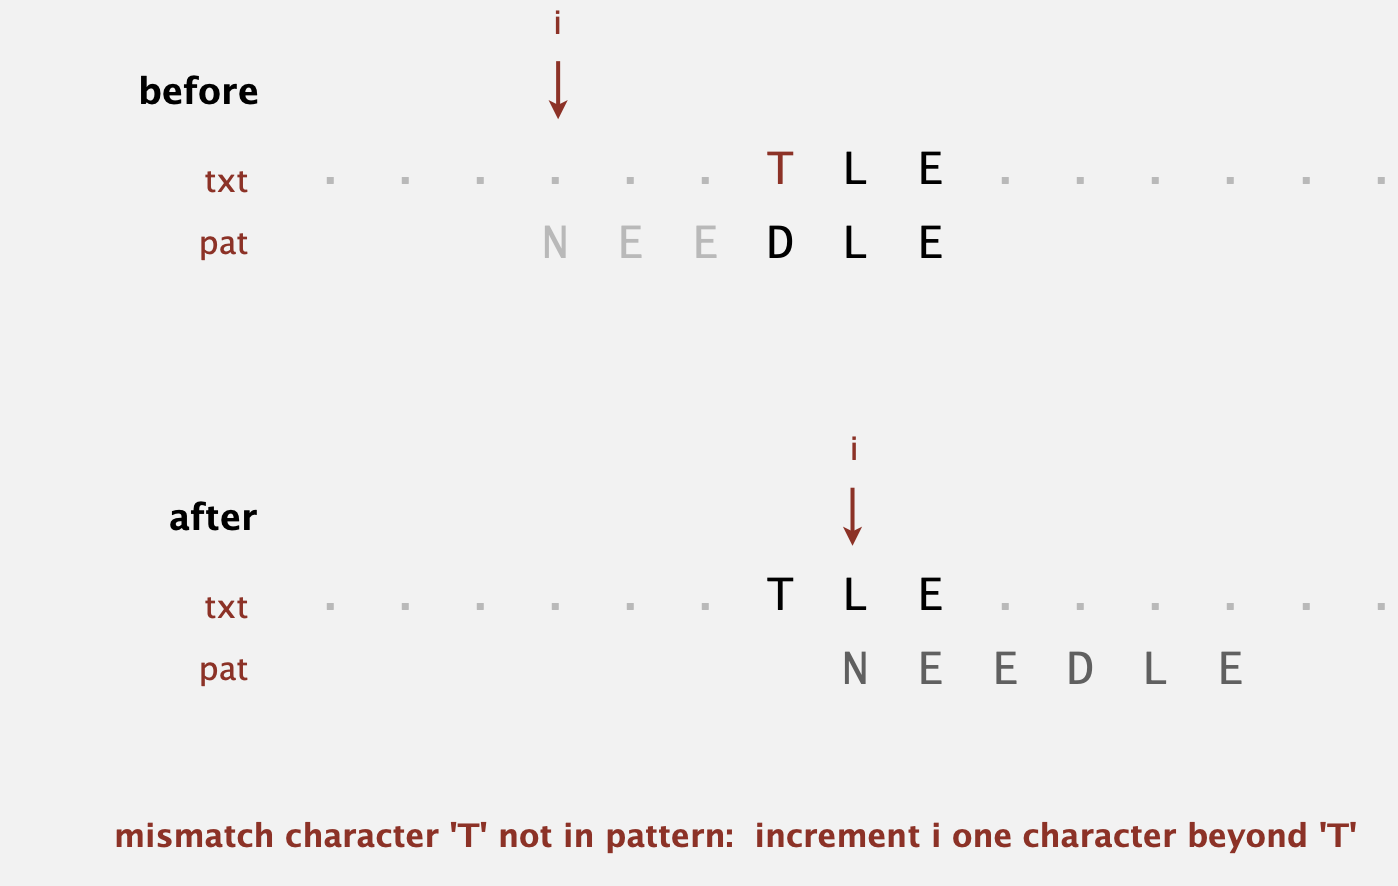 i
before
txt . . . . . . T L E . . . . . .
pat N E E D L E
i
after
txt . . . . . . T L E . . . . . .
pat N E E D L E
mismatch character 'T' not in pattern: increment i one character beyond 'T'